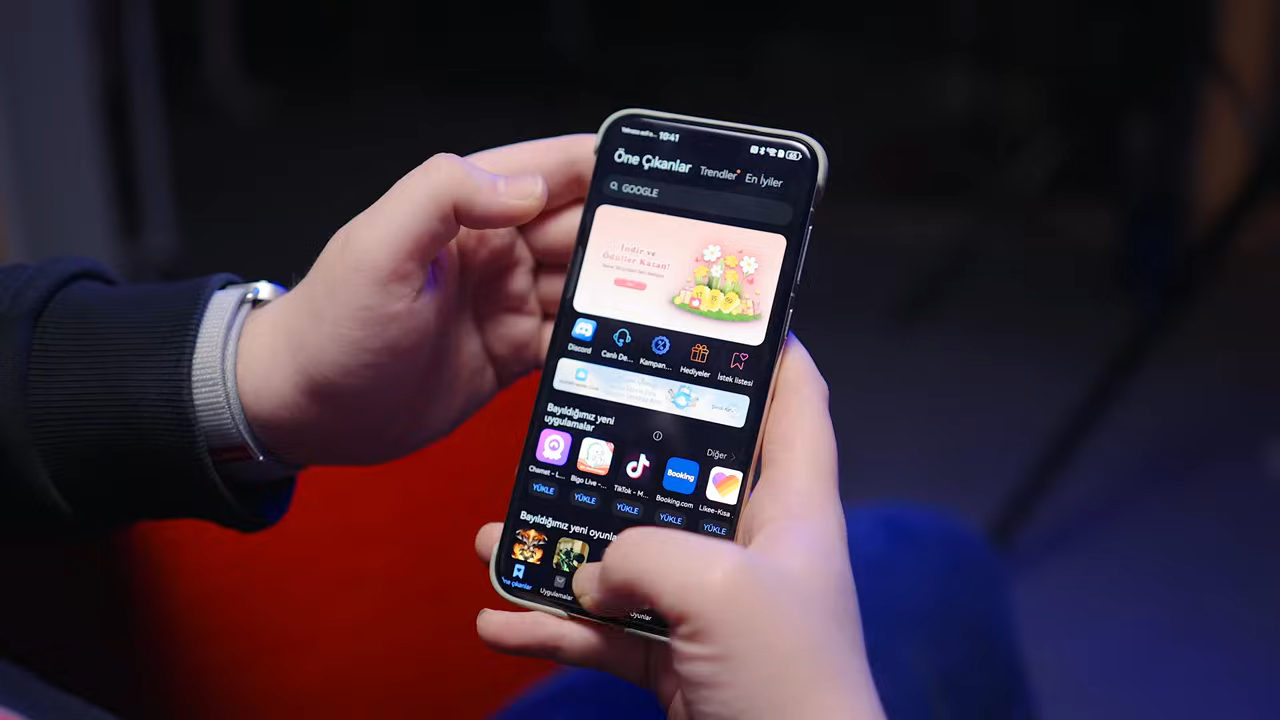 10:41
Öne Çıkanlar Trendler En İyiler
GOOGLE
İndir ve
Ödüller Kazan!
Discord Canlı De... Kampan... Hediyeler İstek listesi
Bayıldığımız yeni
uygulamalar
Diğer
Chamet - L... Bigo Live -... TikTok - M... Booking.com Likee-Kısa
Booking
YÜKLE YÜKLE YÜKLE YÜKLE YÜKLE
Bayıldığımız yeni oyunla
Öne çıkanlar Uygulamalar Oyunlar